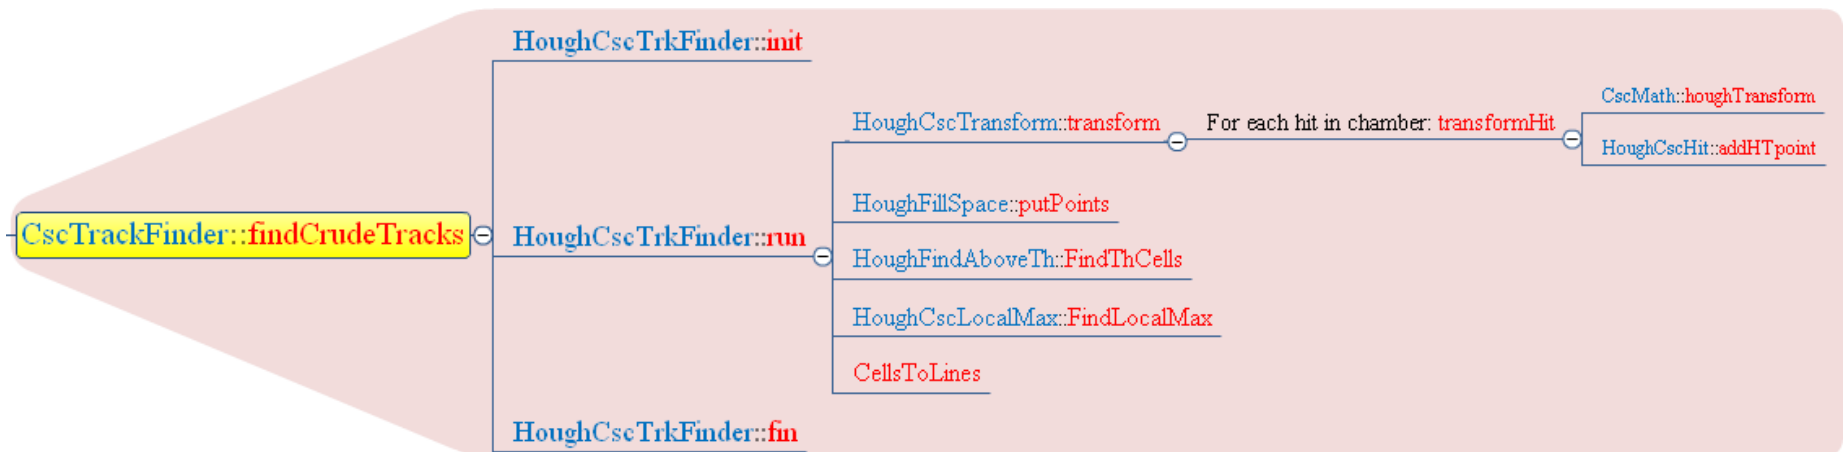 HoughCscTrkFinder::init
CscMath::houghTransform
HoughCscTransform::transform
For each hit in chamber: transformHit
HoughCscHit::addHTpoint
HoughFillSpace::putPoints
CscTrackFinder::findCrudeTracks
HoughCscTrkFinder::run
HoughFindAboveTh::FindThCells
HoughCscLocalMax::FindLocalMax
CellsToLines
HoughCscTrkFinder::fin